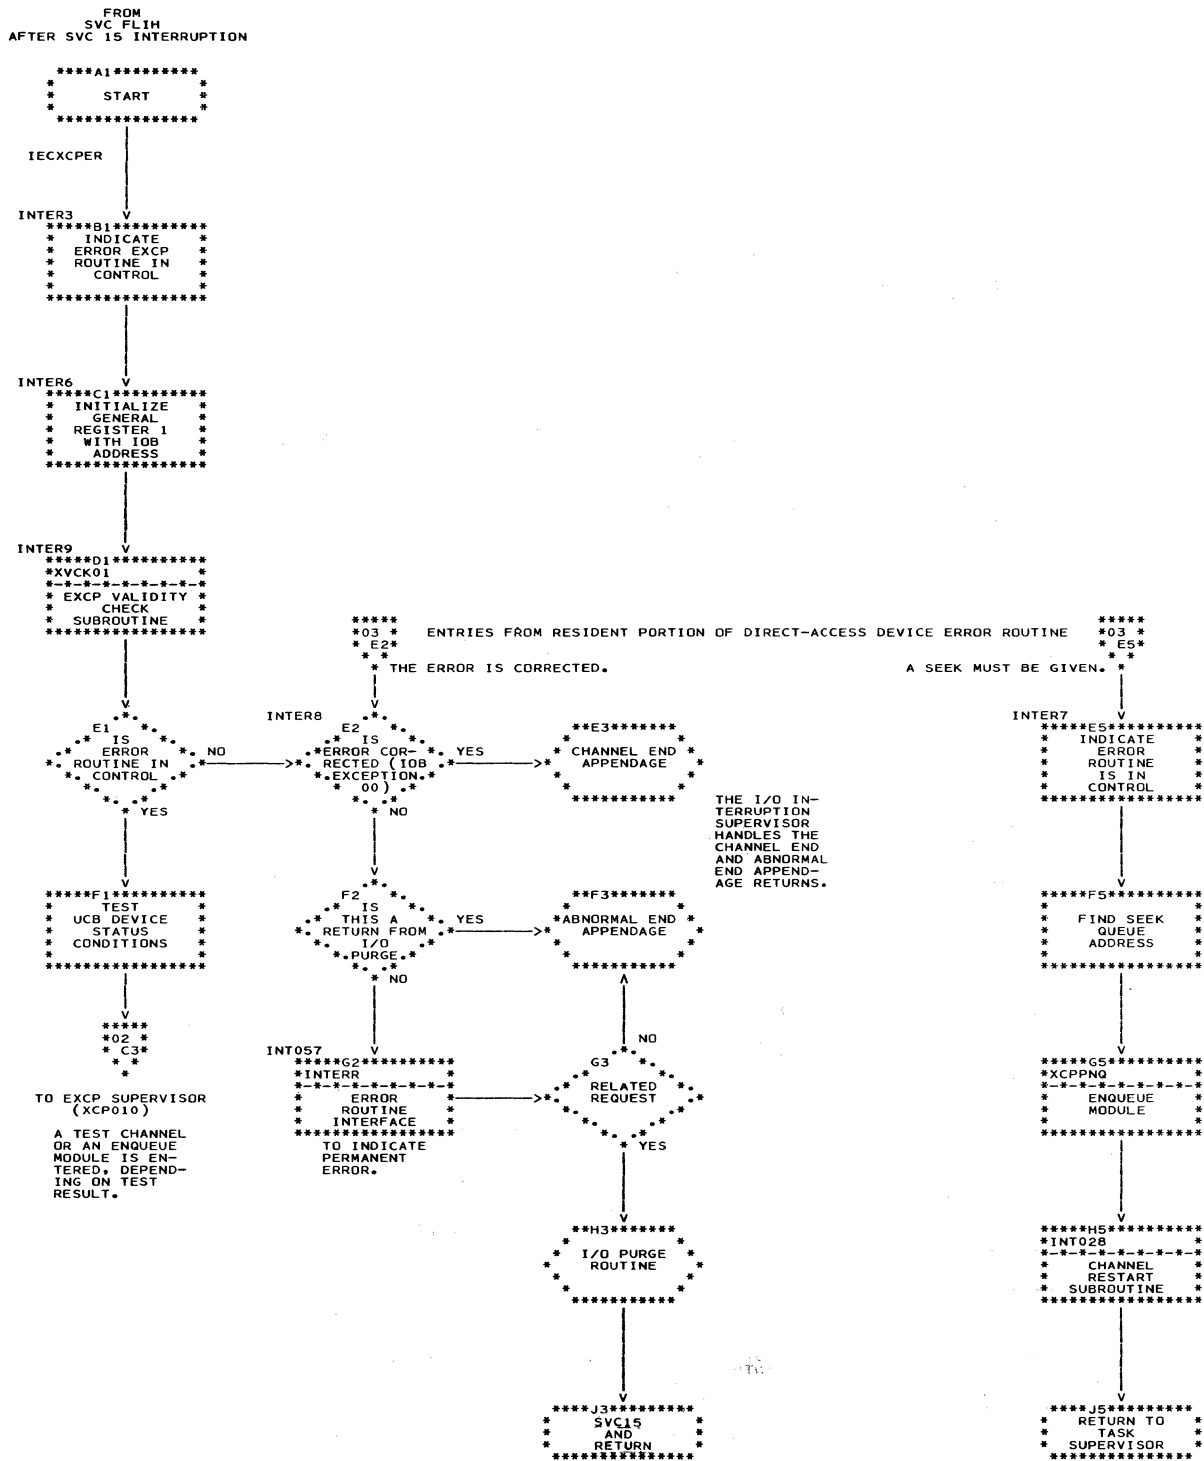 FROM
SVC FLIH
AFTER SVC 15 INTERRUPTION
****A1*********
START
IECXCPER
INTER3
*****B1**********
INDICATE
ERROR EXCP
ROUTINE IN
CONTROL
INTER6
*****C1**********
INITIALIZE
GENERAL
REGISTER 1
WITH IOB
ADDRESS
INTER9
*****D1**********
*XVCK01
*-*-*-*-*-*-*-*-*
EXCP VALIDITY
CHECK
SUBROUTINE
E1
IS
ERROR
ROUTINE IN
CONTROL
NO
YES
*****F1**********
TEST
UCB DEVICE
STATUS
CONDITIONS
*02 *
* C3*
TO EXCP SUPERVISOR
(XCP010)
A TEST CHANNEL
OR AN ENQUEUE
MODULE IS EN-
TERED, DEPEND-
ING ON TEST
RESULT.
*03 *
* E2*
ENTRIES FROM RESIDENT PORTION OF DIRECT-ACCESS DEVICE ERROR ROUTINE
*03 *
* E5*
THE ERROR IS CORRECTED.
A SEEK MUST BE GIVEN.
INTER8
E2
IS
ERROR COR-
RECTED (IOB
EXCEPTION
00)
YES
NO
**E3*******
CHANNEL END
APPENDAGE
THE I/O IN-
TERRUPTION
SUPERVISOR
HANDLES THE
CHANNEL END
AND ABNORMAL
END APPEND-
AGE RETURNS.
F2
IS
THIS A
RETURN FROM
I/O
PURGE
YES
NO
**F3*******
ABNORMAL END
APPENDAGE
INT057
*****G2**********
*INTERR
*-*-*-*-*-*-*-*-*
ERROR
ROUTINE
INTERFACE
TO INDICATE
PERMANENT
ERROR.
NO
G3
RELATED
REQUEST
YES
**H3*******
I/O PURGE
ROUTINE
****J3*********
SVC15
AND
RETURN
INTER7
*****E5**********
INDICATE
ERROR
ROUTINE
IS IN
CONTROL
*****F5**********
FIND SEEK
QUEUE
ADDRESS
*****G5**********
*XCPPNQ
*-*-*-*-*-*-*-*-*
ENQUEUE
MODULE
*****H5**********
*INT028
*-*-*-*-*-*-*-*-*
CHANNEL
RESTART
SUBROUTINE
****J5*********
RETURN TO
TASK
SUPERVISOR